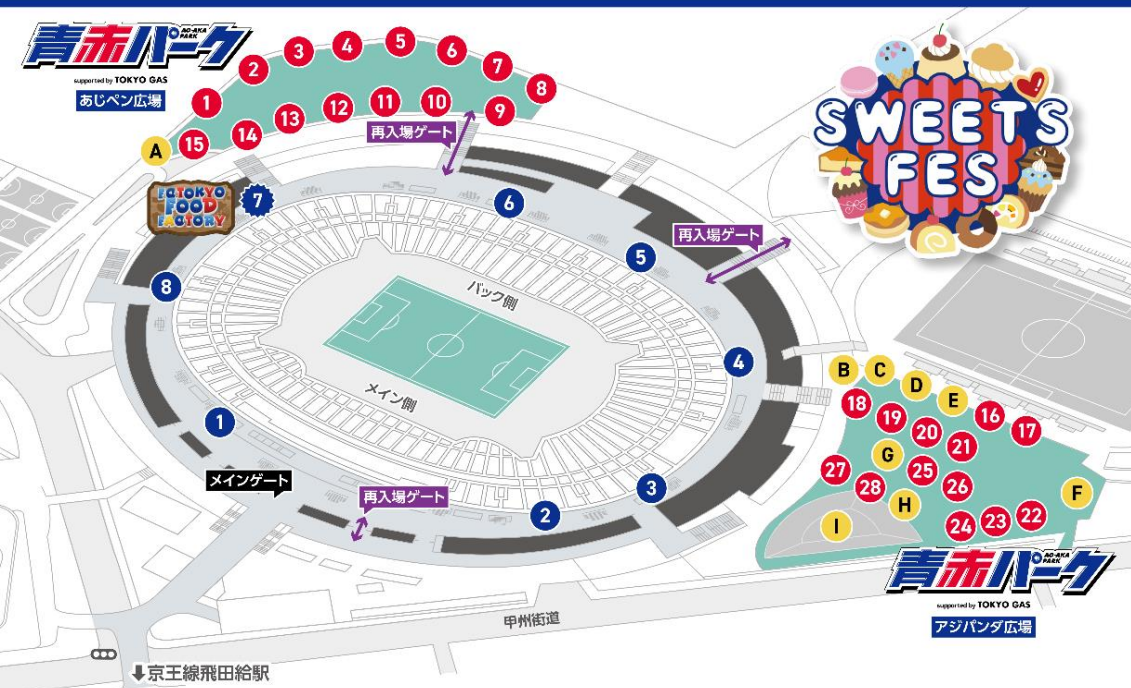 青赤パーク
AO-AKA PARK
supported by TOKYO GAS
あじペン広場
1
2
3
4
5
6
7
8
9
10
11
12
13
14
15
A
SWEETS
FES
再入場ゲート
TOKYO
FOOD
FACTORY
7
6
再入場ゲート
5
8
バック側
4
メイン側
1
メインゲート
再入場ゲート
2
3
B
C
D
E
16
17
18
19
20
21
G
25
26
27
28
H
F
I
24
23
22
青赤パーク
AO-AKA PARK
supported by TOKYO GAS
アジパンダ広場
甲州街道
⬇京王線飛田給駅